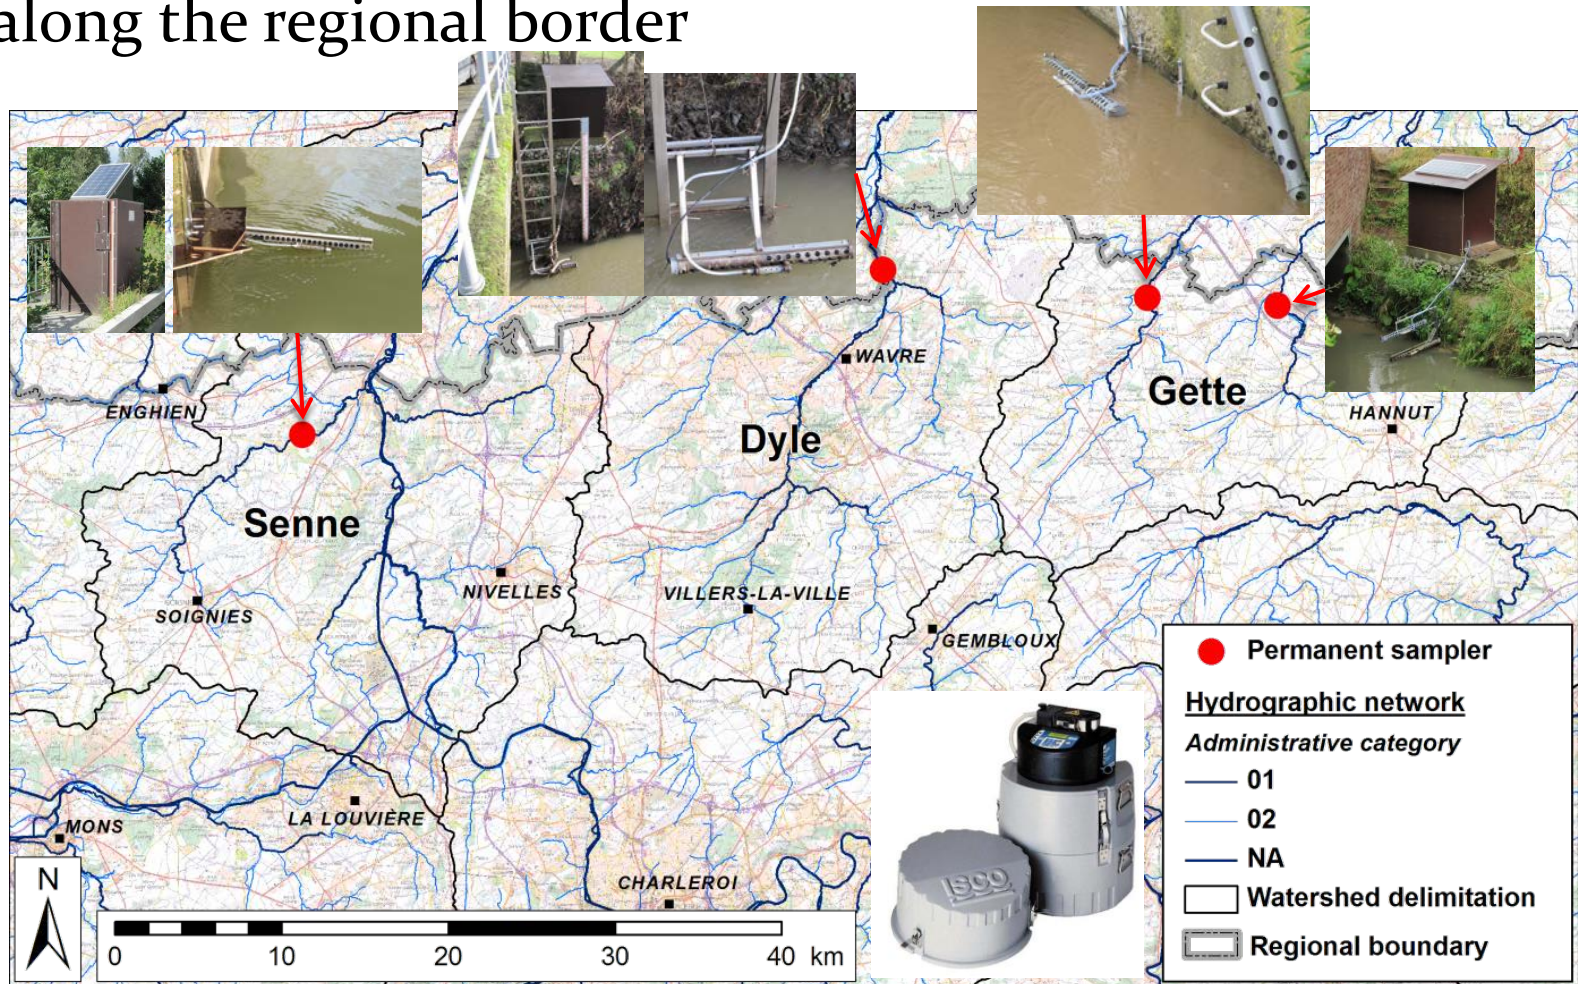 along the regional border
ENGHIEN
WAVRE
Gette
HANNUT
Dyle
Senne
NIVELLES
VILLERS-LA-VILLE
SOIGNIES
GEMBLOUX
Permanent sampler
Hydrographic network
Administrative category
01
02
NA
Watershed delimitation
Regional boundary
LA LOUVIÈRE
MONS
CHARLEROI
ISCO
N
0 10 20 30 40 km